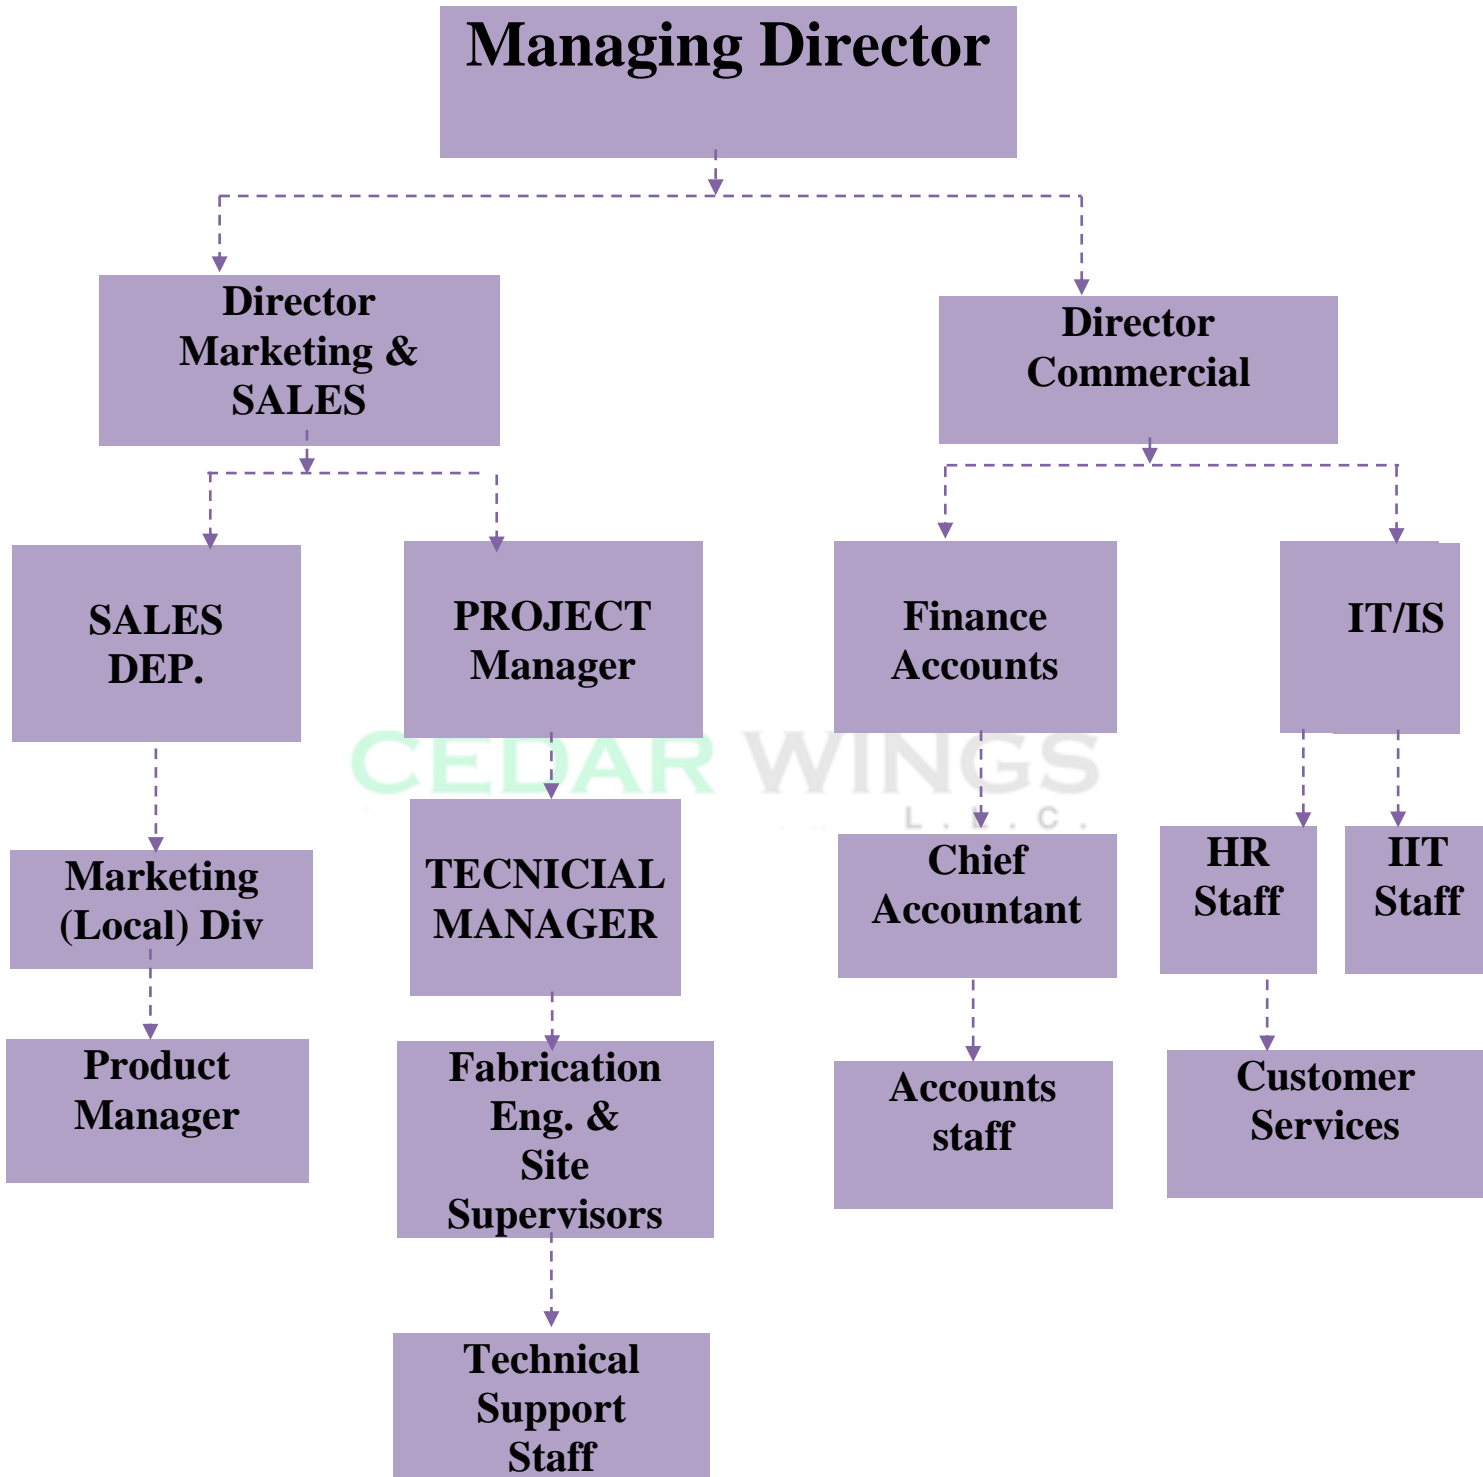 Managing Director
Director
Marketing &
SALES
Director
Commercial
SALES
DEP.
PROJECT
Manager
Finance
Accounts
IT/IS
CEDAR WINGS
L.L.C.
Marketing
(Local) Div
TECNICIAL
MANAGER
Chief
Accountant
HR
Staff
IIT
Staff
Product
Manager
Fabrication
Eng. &
Site
Supervisors
Accounts
staff
Customer
Services
Technical
Support
Staff